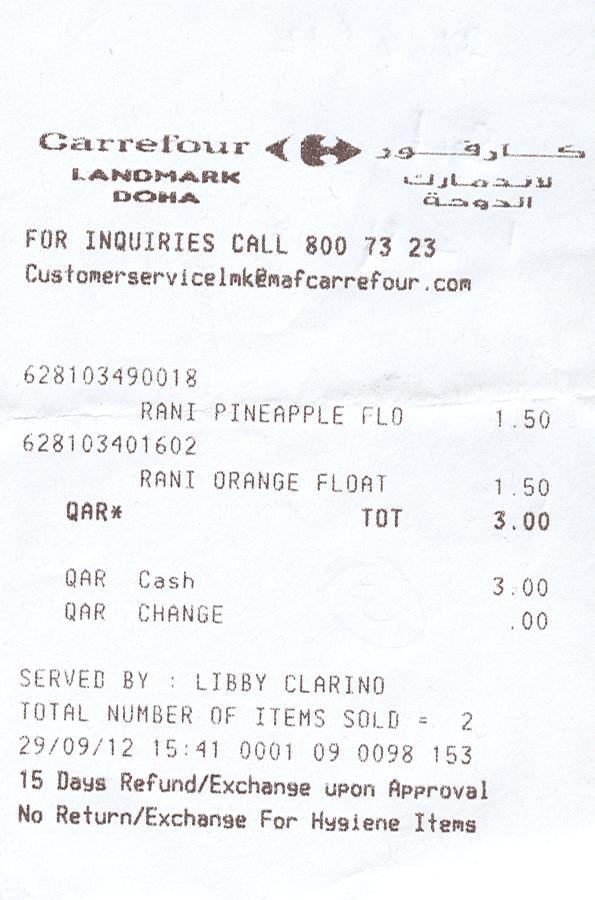 Carrefour كارفور
LANDMARK لاندمارك
DOHA الدوحة
FOR INQUIRIES CALL 800 73 23
Customerservicelmk@mafcarrefour.com
628103490018
RANI PINEAPPLE FLO 1.50
628103401602
RANI ORANGE FLOAT 1.50
QAR* TOT 3.00
QAR Cash 3.00
QAR CHANGE .00
SERVED BY : LIBBY CLARINO
TOTAL NUMBER OF ITEMS SOLD = 2
29/09/12 15:41 0001 09 0098 153
15 Days Refund/Exchange upon Approval
No Return/Exchange For Hygiene Items